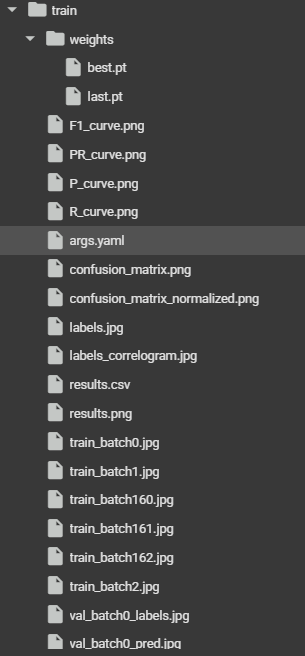 train
weights
best.pt
last.pt
F1_curve.png
PR_curve.png
P_curve.png
R_curve.png
args.yaml
confusion_matrix.png
confusion_matrix_normalized.png
labels.jpg
labels_correlogram.jpg
results.csv
results.png
train_batch0.jpg
train_batch1.jpg
train_batch160.jpg
train_batch161.jpg
train_batch162.jpg
train_batch2.jpg
val_batch0_labels.jpg
val_batch0_pred.jpg